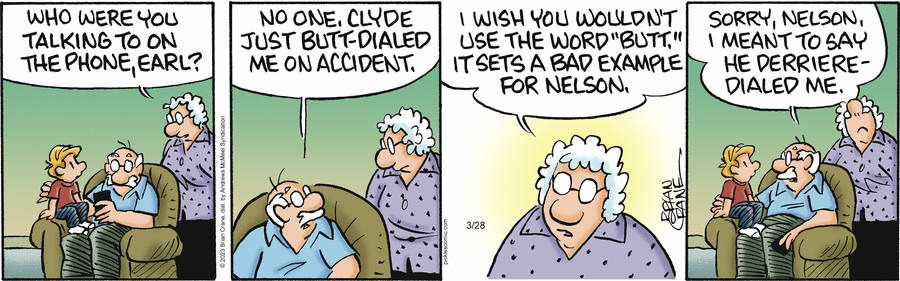 WHO WERE YOU
TALKING TO ON
THE PHONE, EARL?
© 2023 Brian Crane, dist. by Andrews McMeel Syndication
NO ONE. CLYDE
JUST BUTT-DIALED
ME ON ACCIDENT.
picklescomic.com
I WISH YOU WOULDN'T
USE THE WORD "BUTT."
IT SETS A BAD EXAMPLE
FOR NELSON.
3/28
BRIAN
CRANE
SORRY, NELSON.
I MEANT TO SAY
HE DERRIERE-
DIALED ME.